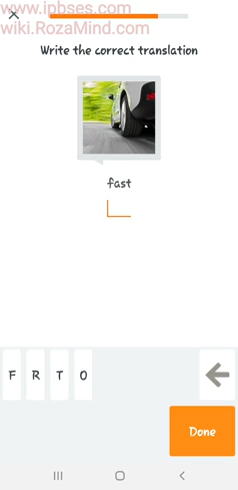 www.ipbses.com
wiki.RozaMind.com
Write the correct translation
fast
F R T O
Done